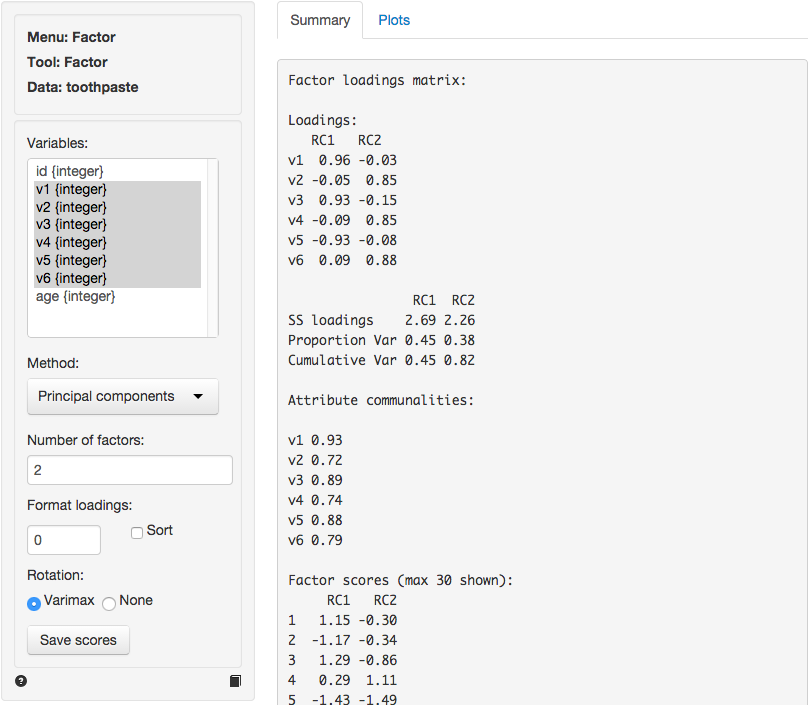 Menu: Factor
Tool: Factor
Data: toothpaste
Variables:
id {integer}
v1 {integer}
v2 {integer}
v3 {integer}
v4 {integer}
v5 {integer}
v6 {integer}
age {integer}
Method:
Principal components
Number of factors:
2
Format loadings:
0
Sort
Rotation:
Varimax None
Save scores
?
Summary Plots
Factor loadings matrix:
Loadings:
RC1 RC2
v1 0.96 -0.03
v2 -0.05 0.85
v3 0.93 -0.15
v4 -0.09 0.85
v5 -0.93 -0.08
v6 0.09 0.88
RC1 RC2
SS loadings 2.69 2.26
Proportion Var 0.45 0.38
Cumulative Var 0.45 0.82
Attribute communalities:
v1 0.93
v2 0.72
v3 0.89
v4 0.74
v5 0.88
v6 0.79
Factor scores (max 30 shown):
RC1 RC2
1 1.15 -0.30
2 -1.17 -0.34
3 1.29 -0.86
4 0.29 1.11
5 -1.43 -1.49